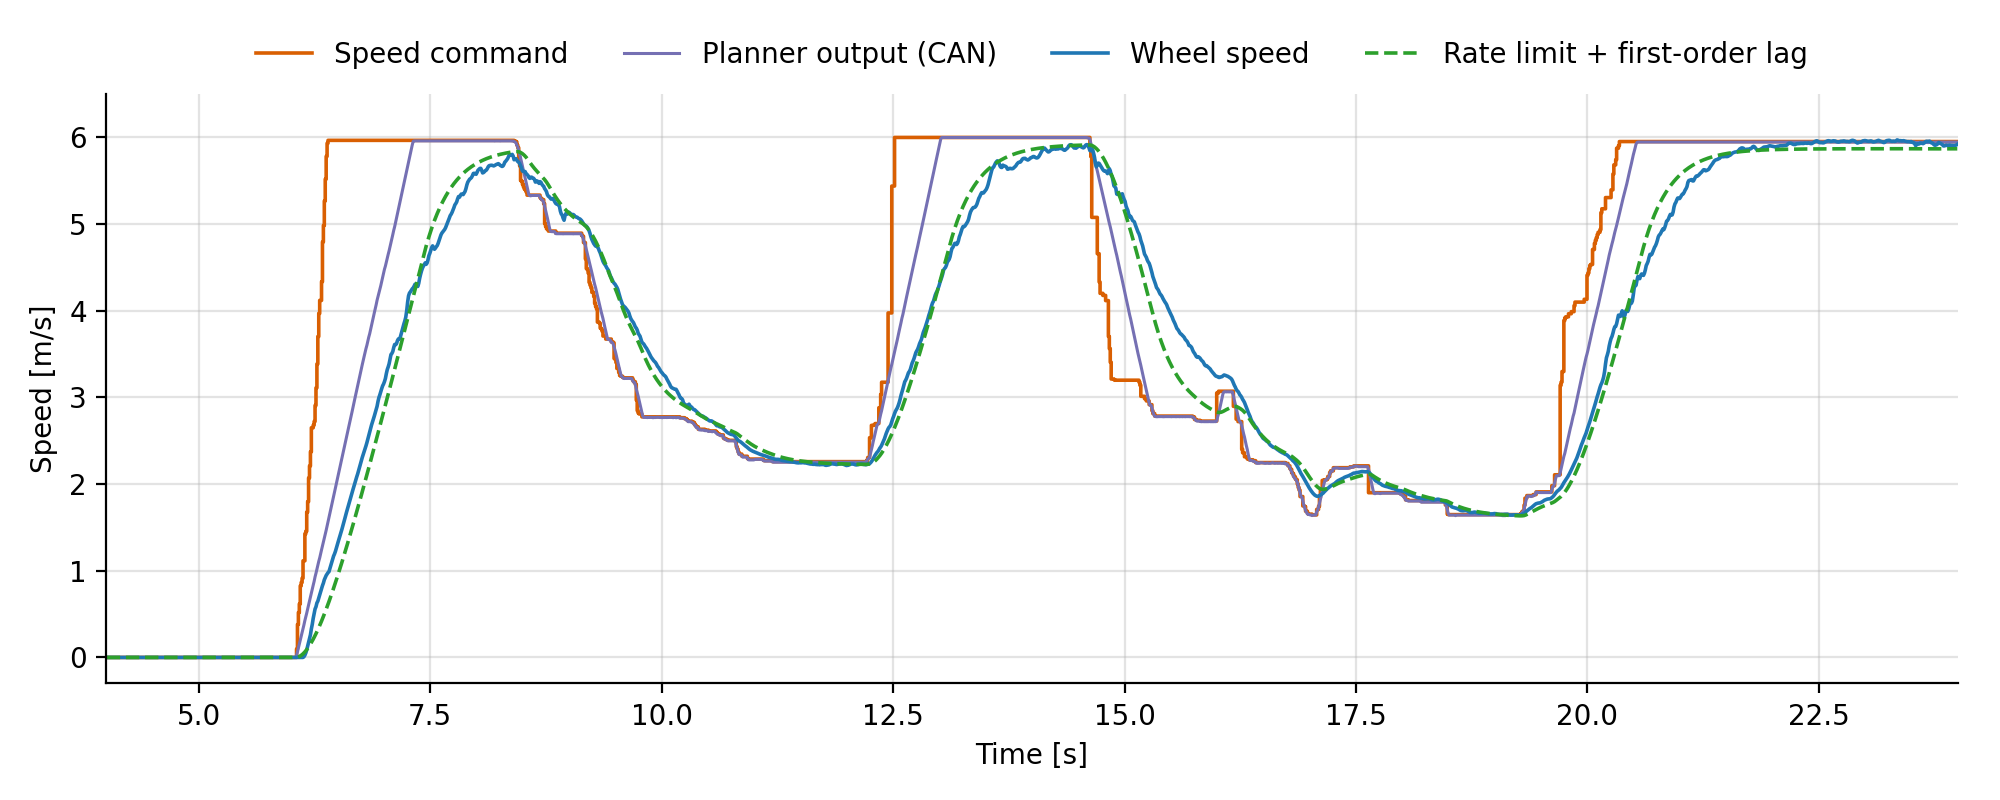 Speed command Planner output (CAN) Wheel speed Rate limit + first-order lag
6
5
4
3
2
1
0
Speed [m/s]
5.0 7.5 10.0 12.5 15.0 17.5 20.0 22.5
Time [s]